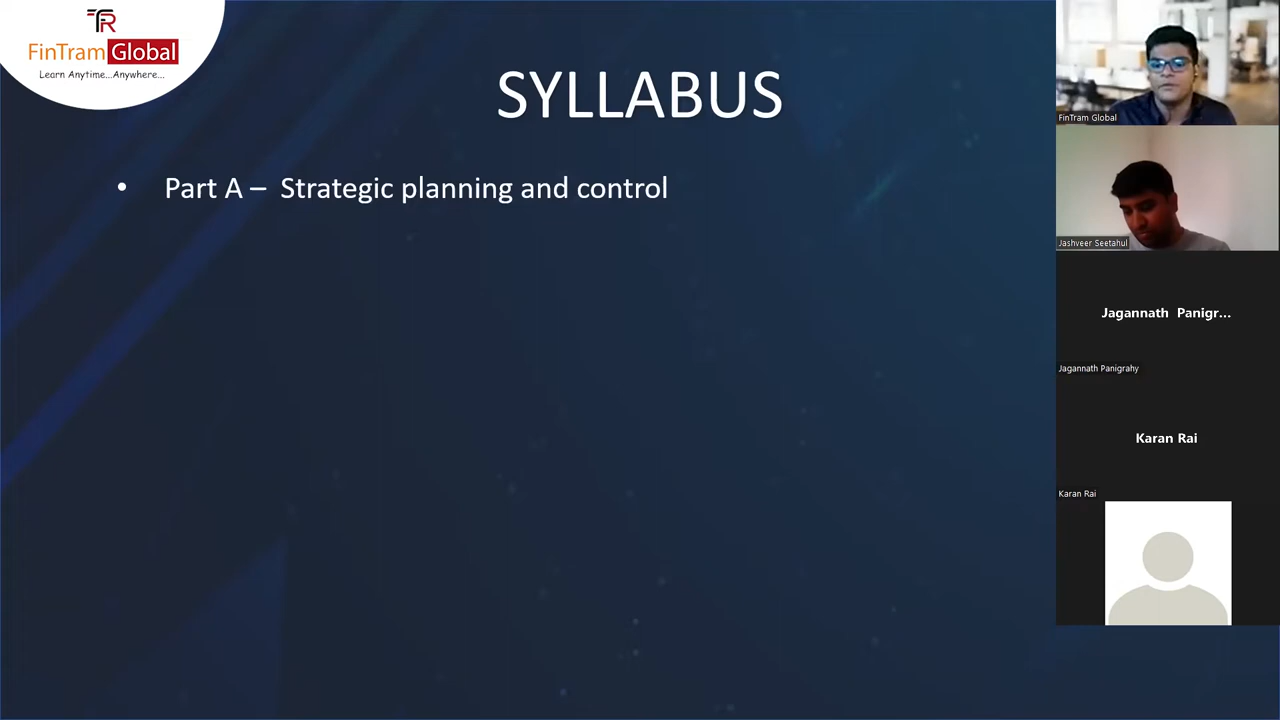 TR
FinTram Global
Learn Anytime...Anywhere...
SYLLABUS
• Part A – Strategic planning and control
FinTram Global
Jashveer Seetahul
Jagannath Panigr...
Jagannath Panigrahy
Karan Rai
Karan Rai